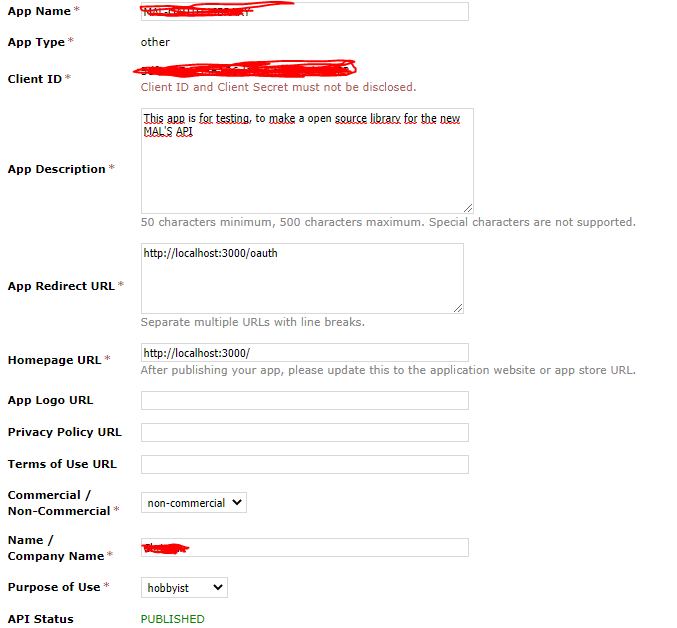 App Name *
App Type * other
Client ID *
Client ID and Client Secret must not be disclosed.
This app is for testing, to make a open source library for the new
MAL'S API
App Description *
50 characters minimum, 500 characters maximum. Special characters are not supported.
http://localhost:3000/oauth
App Redirect URL *
Separate multiple URLs with line breaks.
Homepage URL * http://localhost:3000/
After publishing your app, please update this to the application website or app store URL.
App Logo URL
Privacy Policy URL
Terms of Use URL
Commercial /
Non-Commercial * non-commercial
Name /
Company Name *
Purpose of Use * hobbyist
API Status PUBLISHED